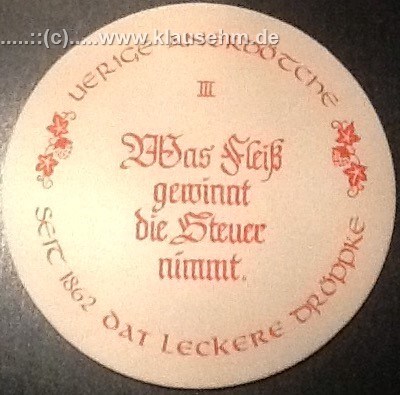 .....::(c).....www.klausehm.de
UERIGE
III
Was Fleiß
gewinnt
die Steuer
nimmt.
SEIT 1862 DAT LECKERE DRÖPPKE